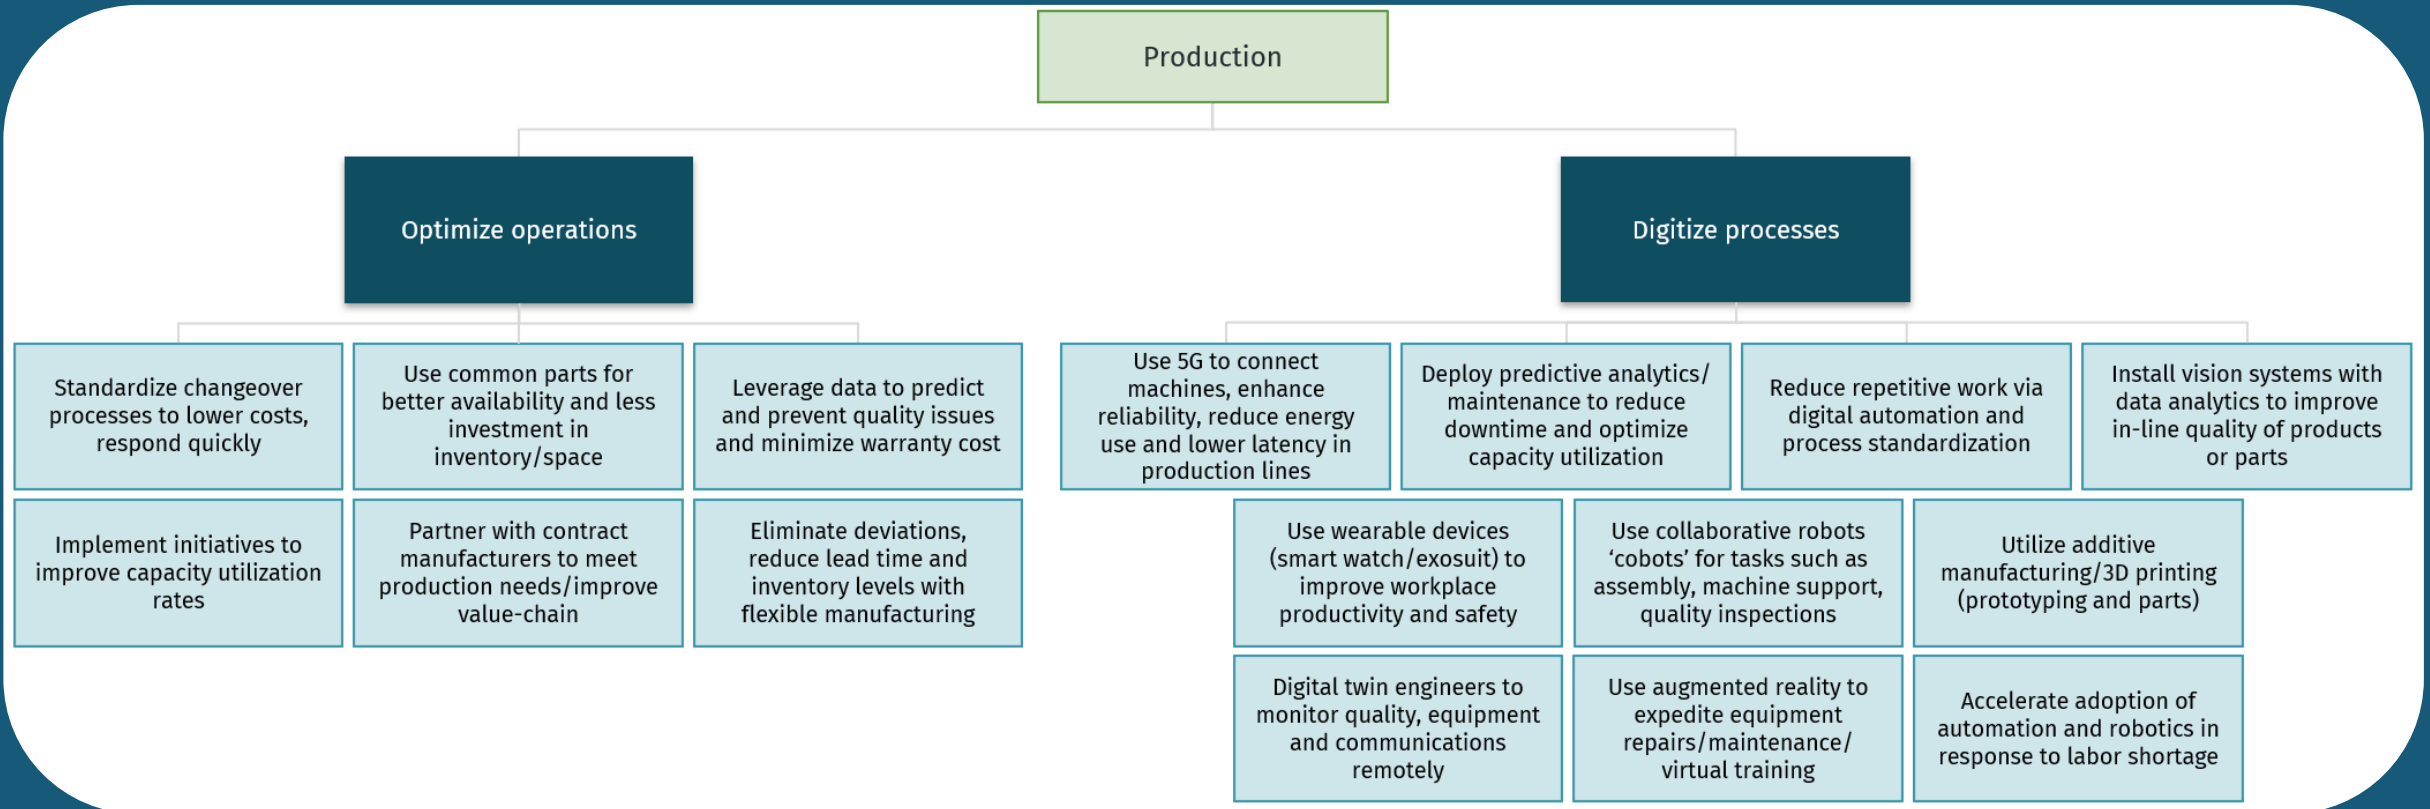 Production
Optimize operations
Digitize processes
Standardize changeover
processes to lower costs,
respond quickly
Use common parts for
better availability and less
investment in
inventory/space
Leverage data to predict
and prevent quality issues
and minimize warranty cost
Use 5G to connect
machines, enhance
reliability, reduce energy
use and lower latency in
production lines
Deploy predictive analytics/
maintenance to reduce
downtime and optimize
capacity utilization
Reduce repetitive work via
digital automation and
process standardization
Install vision systems with
data analytics to improve
in-line quality of products
or parts
Implement initiatives to
improve capacity utilization
rates
Partner with contract
manufacturers to meet
production needs/improve
value-chain
Eliminate deviations,
reduce lead time and
inventory levels with
flexible manufacturing
Use wearable devices
(smart watch/exosuit) to
improve workplace
productivity and safety
Use collaborative robots
‘cobots’ for tasks such as
assembly, machine support,
quality inspections
Utilize additive
manufacturing/3D printing
(prototyping and parts)
Digital twin engineers to
monitor quality, equipment
and communications
remotely
Use augmented reality to
expedite equipment
repairs/maintenance/
virtual training
Accelerate adoption of
automation and robotics in
response to labor shortage